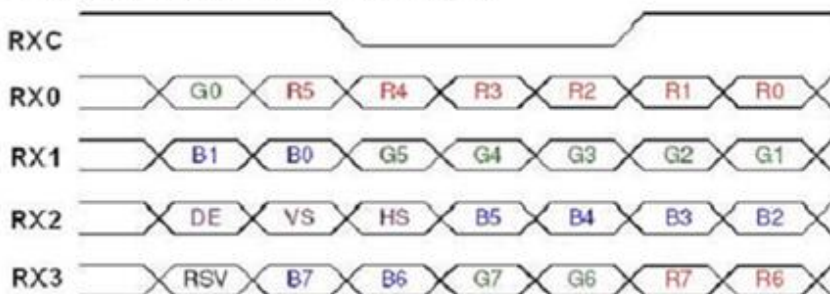 RXC
RX0 G0 R5 R4 R3 R2 R1 R0
RX1 B1 B0 G5 G4 G3 G2 G1
RX2 DE VS HS B5 B4 B3 B2
RX3 RSV B7 B6 G7 G6 R7 R6